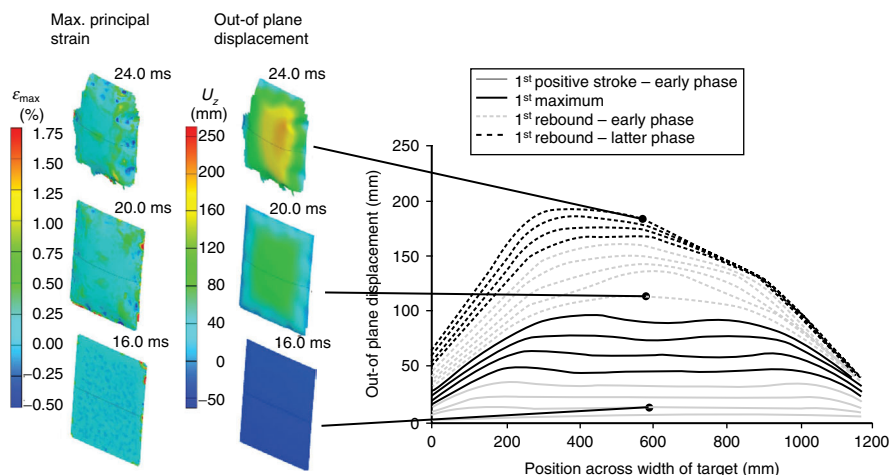 Max. principal
strain
Out-of plane
displacement
24.0 ms
24.0 ms
εmax
(%)
Uz
(mm)
1.75
1.50
1.25
1.00
0.75
0.50
0.25
0.00
−0.25
−0.50
250
240
200
160
120
80
40
0
−50
20.0 ms
20.0 ms
16.0 ms
16.0 ms
1st positive stroke – early phase
1st maximum
1st rebound – early phase
1st rebound – latter phase
Out-of plane displacement (mm)
250
200
150
100
50
0
0 200 400 600 800 1000 1200
Position across width of target (mm)